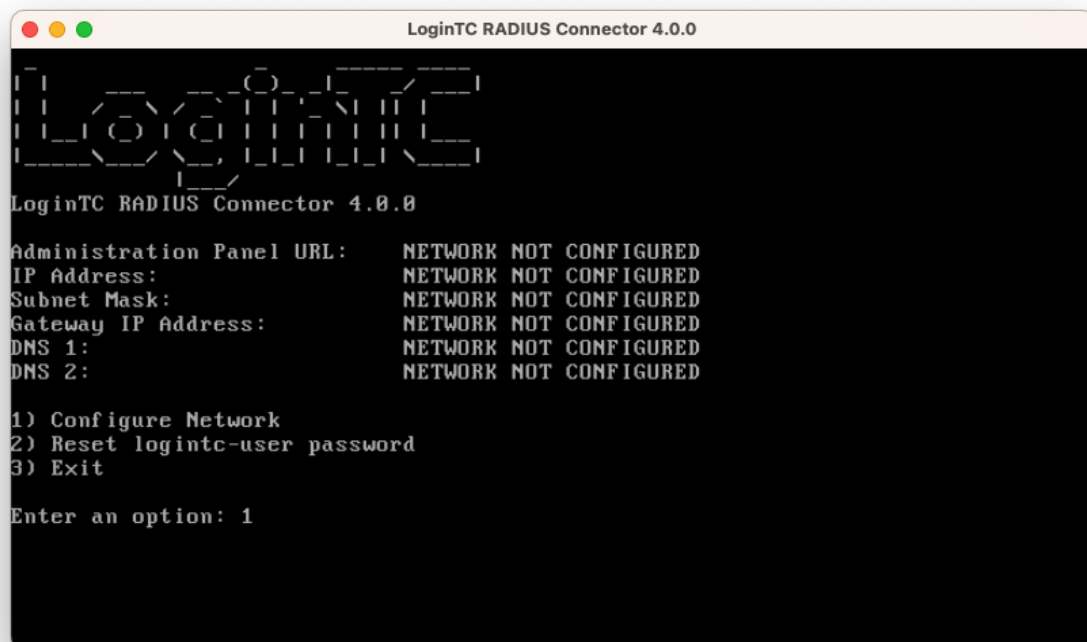 LoginTC RADIUS Connector 4.0.0
LoginTC
LoginTC RADIUS Connector 4.0.0
Administration Panel URL: NETWORK NOT CONFIGURED
IP Address: NETWORK NOT CONFIGURED
Subnet Mask: NETWORK NOT CONFIGURED
Gateway IP Address: NETWORK NOT CONFIGURED
DNS 1: NETWORK NOT CONFIGURED
DNS 2: NETWORK NOT CONFIGURED
1) Configure Network
2) Reset logintc-user password
3) Exit
Enter an option: 1